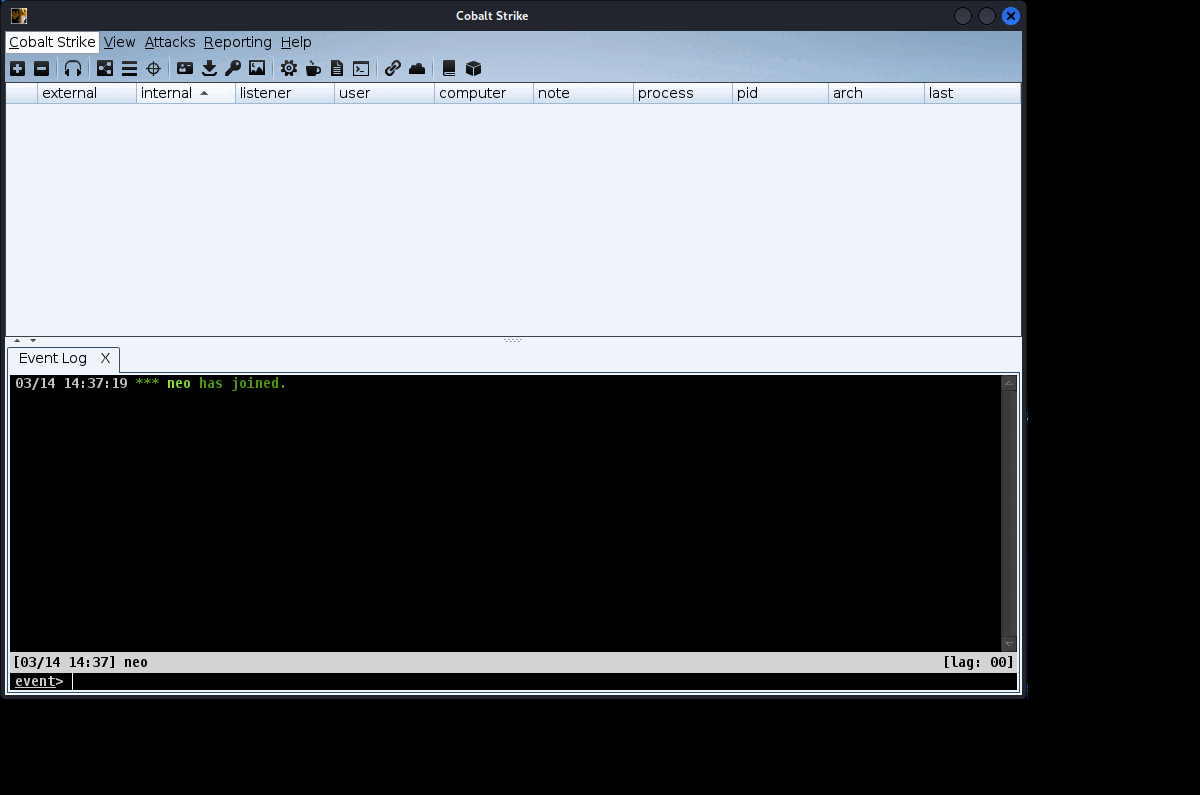 Cobalt Strike
Cobalt Strike View Attacks Reporting Help
external internal listener user computer note process pid arch last
Event Log X
03/14 14:37:19 *** neo has joined.
[03/14 14:37] neo [lag: 00]
event>